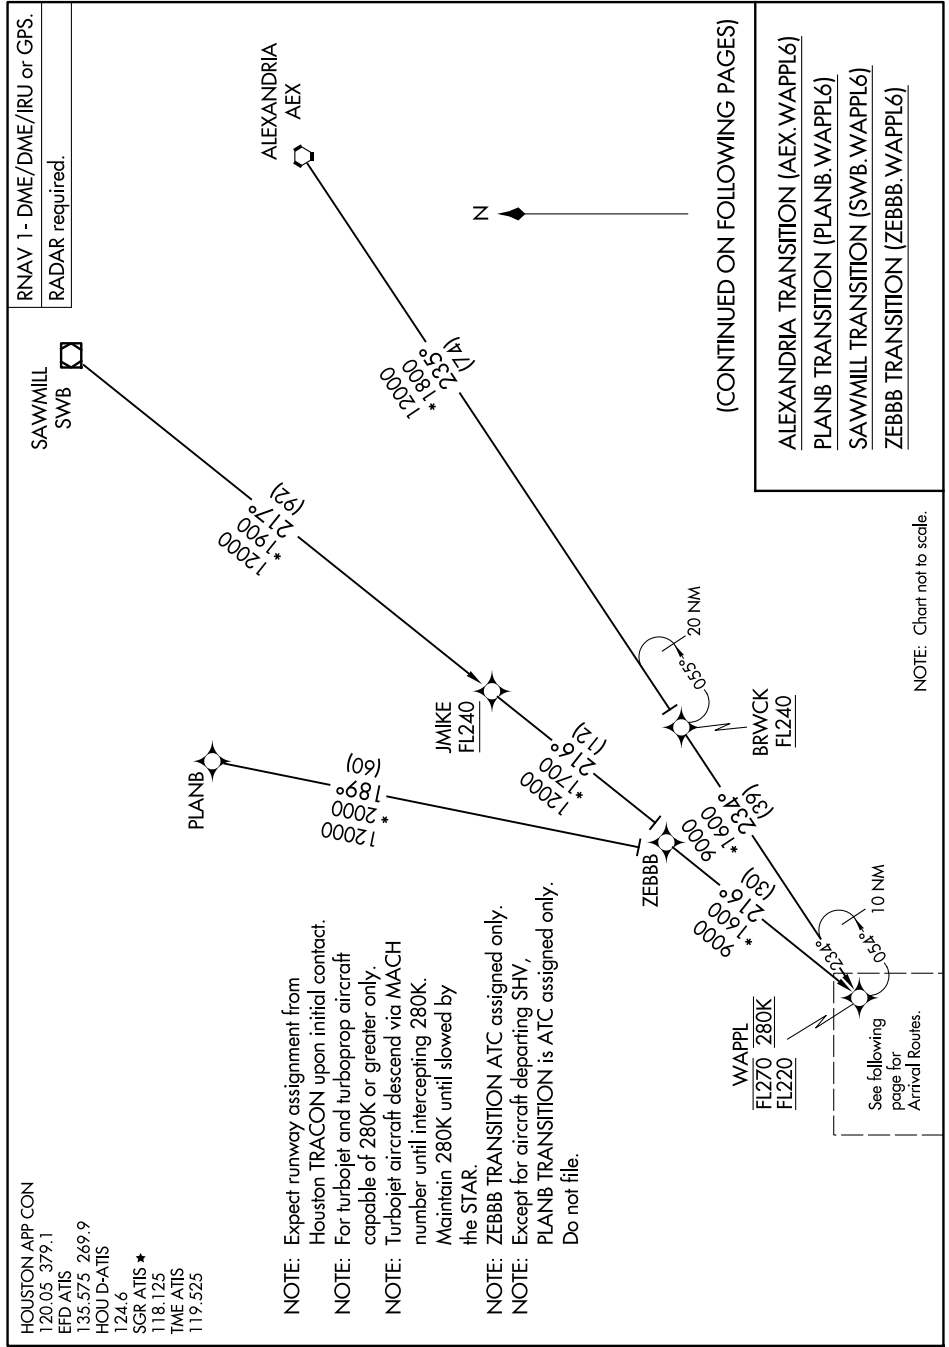 RNAV 1- DME/DME/IRU or GPS.
RADAR required.
HOUSTON APP CON
120.05 379.1
EFD ATIS
135.575 269.9
HOU D-ATIS
124.6
SGR ATIS ★
118.125
TME ATIS
119.525
SAWMILL
SWB
ALEXANDRIA
AEX
12000
*1900
217°
(92)
12000
*1800
235°
(74)
N
PLANB
12000
*2000
189°
(60)
JMIKE
FL240
12000
*1700
216°
(12)
ZEBBB
055°
20 NM
BRWCK
FL240
9000
*1600
234°
(39)
9000
*1600
216°
(30)
234°
054°
10 NM
WAPPL
FL270 280K
FL220
See following
page for
Arrival Routes.
NOTE: Expect runway assignment from
Houston TRACON upon initial contact.
NOTE: For turbojet and turboprop aircraft
capable of 280K or greater only.
NOTE: Turbojet aircraft descend via MACH
number until intercepting 280K.
Maintain 280K until slowed by
the STAR.
NOTE: ZEBBB TRANSITION ATC assigned only.
NOTE: Except for aircraft departing SHV,
PLANB TRANSITION is ATC assigned only.
Do not file.
(CONTINUED ON FOLLOWING PAGES)
ALEXANDRIA TRANSITION (AEX.WAPPL6)
PLANB TRANSITION (PLANB.WAPPL6)
SAWMILL TRANSITION (SWB.WAPPL6)
ZEBBB TRANSITION (ZEBBB.WAPPL6)
NOTE: Chart not to scale.